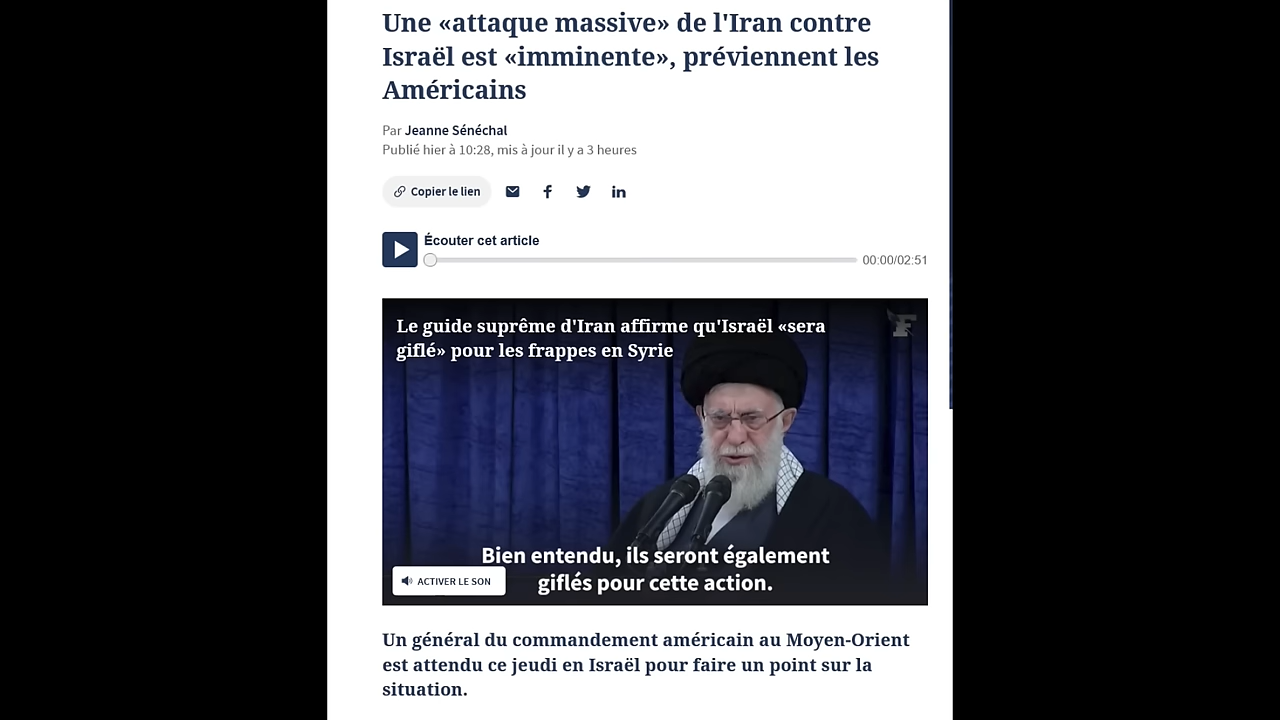 Une «attaque massive» de l'Iran contre
Israël est «imminente», préviennent les
Américains
Par Jeanne Sénéchal
Publié hier à 10:28, mis à jour il y a 3 heures
Copier le lien
Écouter cet article
00:00/02:51
Le guide suprême d'Iran affirme qu'Israël «sera
giflé» pour les frappes en Syrie
Bien entendu, ils seront également
giflés pour cette action.
ACTIVER LE SON
Un général du commandement américain au Moyen-Orient
est attendu ce jeudi en Israël pour faire un point sur la
situation.